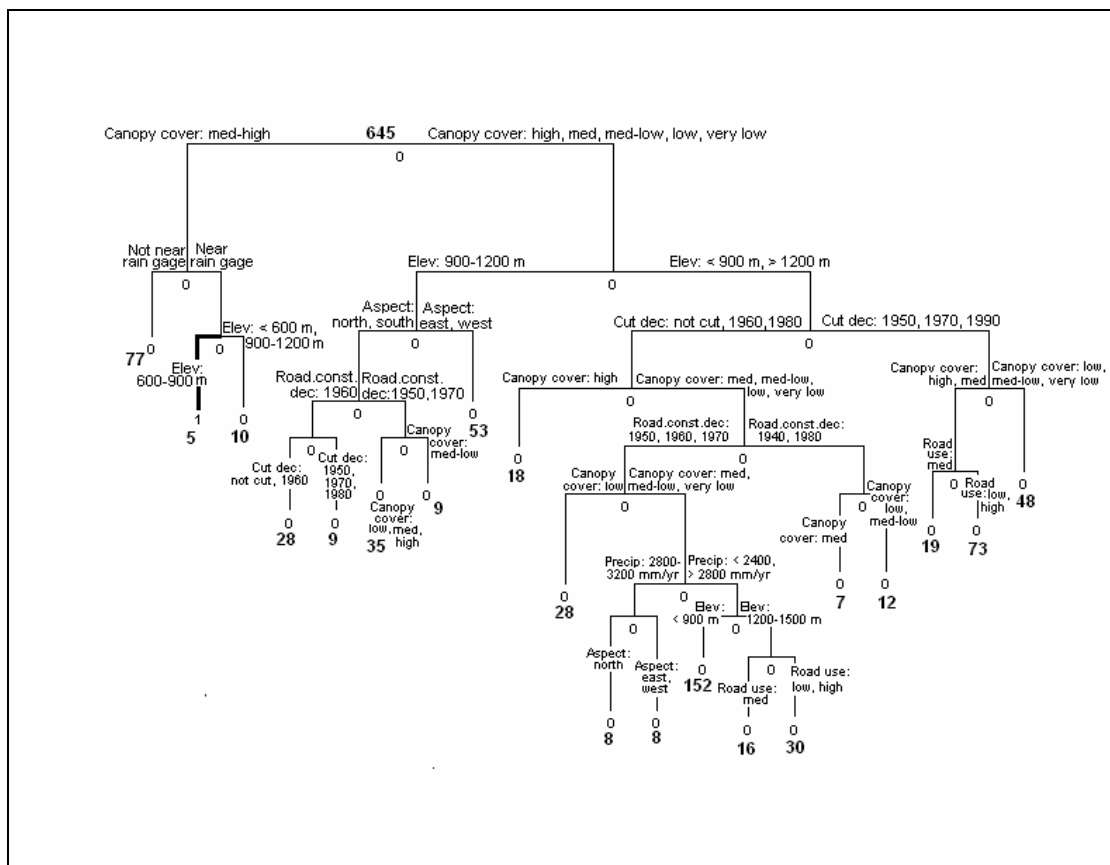 Canopy cover: med-high
645
Canopy cover: high, med, med-low, low, very low
0
Not near
rain gage
Near
rain gage
0
Elev: 900-1200 m
Elev: < 900 m, > 1200 m
0
Elev: < 600 m,
900-1200 m
0
77
0
Elev:
600-900 m
1
5
0
10
Aspect:
north, south
Aspect:
east, west
0
Cut dec: not cut, 1960,1980
Cut dec: 1950, 1970, 1990
0
Road.const.
dec: 1960
Road.const.
dec:1950,1970
0
0
53
Canopy cover: high
Canopy cover: med, med-low,
low, very low
0
Canopy cover:
high, med
Canopy cover: low,
med-low, very low
0
0
Cut dec:
not cut, 1960
Cut dec:
1950,
1970,
1980
0
28
0
9
0
Canopy
cover:
med-low
0
Canopy
cover:
low, med,
high
35
0
9
0
18
Road.const.dec:
1950, 1960, 1970
Road.const.dec:
1940, 1980
0
Road
use:
med
0
Road
use: low,
high
0
19
0
73
0
48
Canopy
cover: low
Canopy cover: med,
med-low, very low
0
0
Canopy
cover: med
Canopy
cover:
low,
med-low
0
7
0
12
0
28
Precip: 2800-
3200 mm/yr
Precip: < 2400,
> 2800 mm/yr
0
0
Aspect:
north
Aspect:
east,
west
0
8
0
8
Elev:
< 900 m
Elev:
1200-1500 m
0
0
152
0
Road use:
med
Road use:
low, high
0
16
0
30